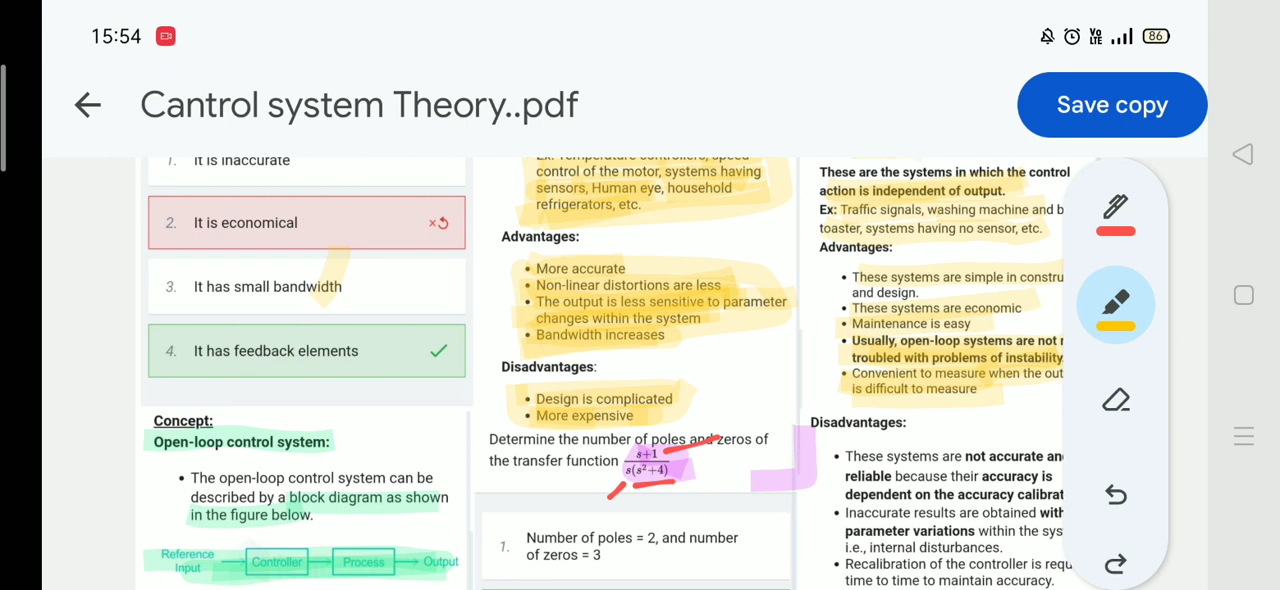 15:54
Vo LTE
86
Cantrol system Theory..pdf
Save copy
1. It is inaccurate
2. It is economical
3. It has small bandwidth
4. It has feedback elements
Concept:
Open-loop control system:
• The open-loop control system can be
described by a block diagram as shown
in the figure below.
Reference
Input
Controller
Process
Output
Ex: Temperature controllers, speed
control of the motor, systems having
sensors, Human eye, household
refrigerators, etc.
Advantages:
• More accurate
• Non-linear distortions are less
• The output is less sensitive to parameter
changes within the system
• Bandwidth increases
Disadvantages:
• Design is complicated
• More expensive
Determine the number of poles and zeros of
the transfer function s+1 / s(s²+4)
1. Number of poles = 2, and number
of zeros = 3
These are the systems in which the control
action is independent of output.
Ex: Traffic signals, washing machine and b
toaster, systems having no sensor, etc.
Advantages:
• These systems are simple in constru
and design.
• These systems are economic
• Maintenance is easy
• Usually, open-loop systems are not
troubled with problems of instability
• Convenient to measure when the out
is difficult to measure
Disadvantages:
• These systems are not accurate an
reliable because their accuracy is
dependent on the accuracy calibrat
• Inaccurate results are obtained with
parameter variations within the sys
i.e., internal disturbances.
• Recalibration of the controller is requ
time to time to maintain accuracy.